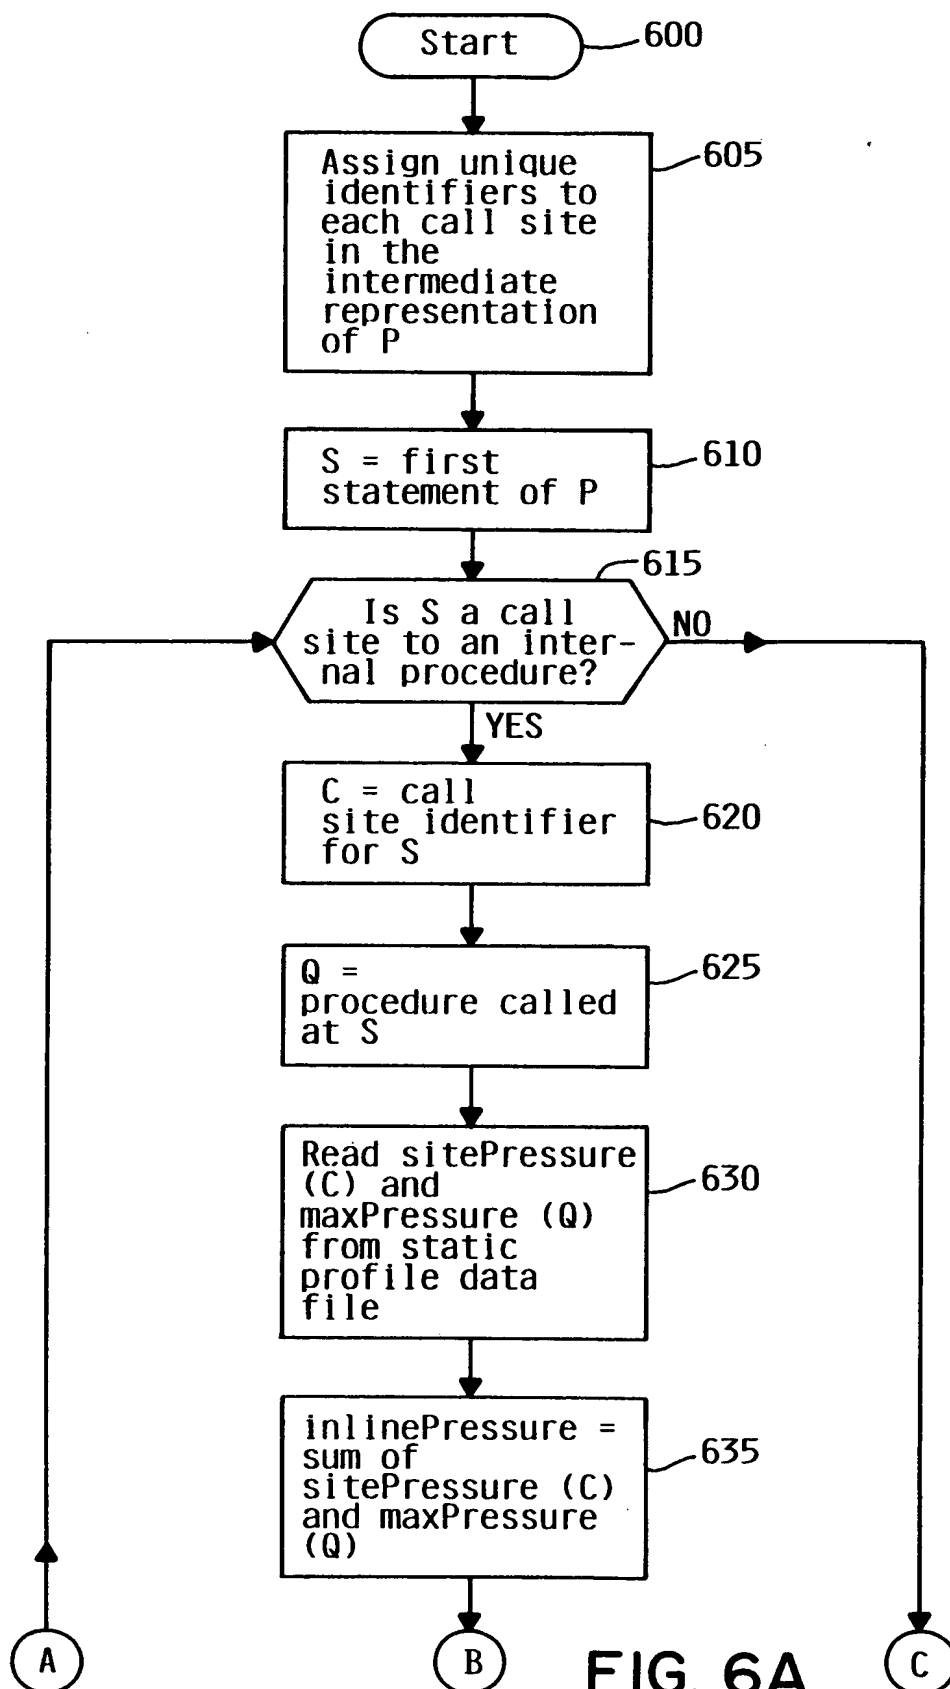 Start
600
Assign unique
identifiers to
each call site
in the
intermediate
representation
of P
605
S = first
statement of P
610
615
Is S a call
site to an inter-
nal procedure?
NO
YES
C = call
site identifier
for S
620
Q =
procedure called
at S
625
Read sitePressure
(C) and
maxPressure (Q)
from static
profile data
file
630
inlinePressure =
sum of
sitePressure (C)
and maxPressure
(Q)
635
A
B
FIG. 6A
C